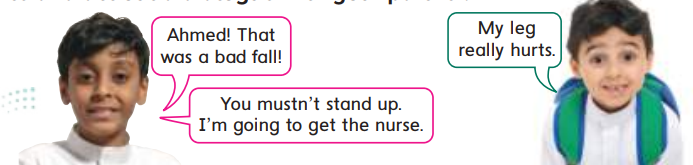 Ahmed! That
was a bad fall!
My leg
really hurts.
You mustn't stand up.
I'm going to get the nurse.